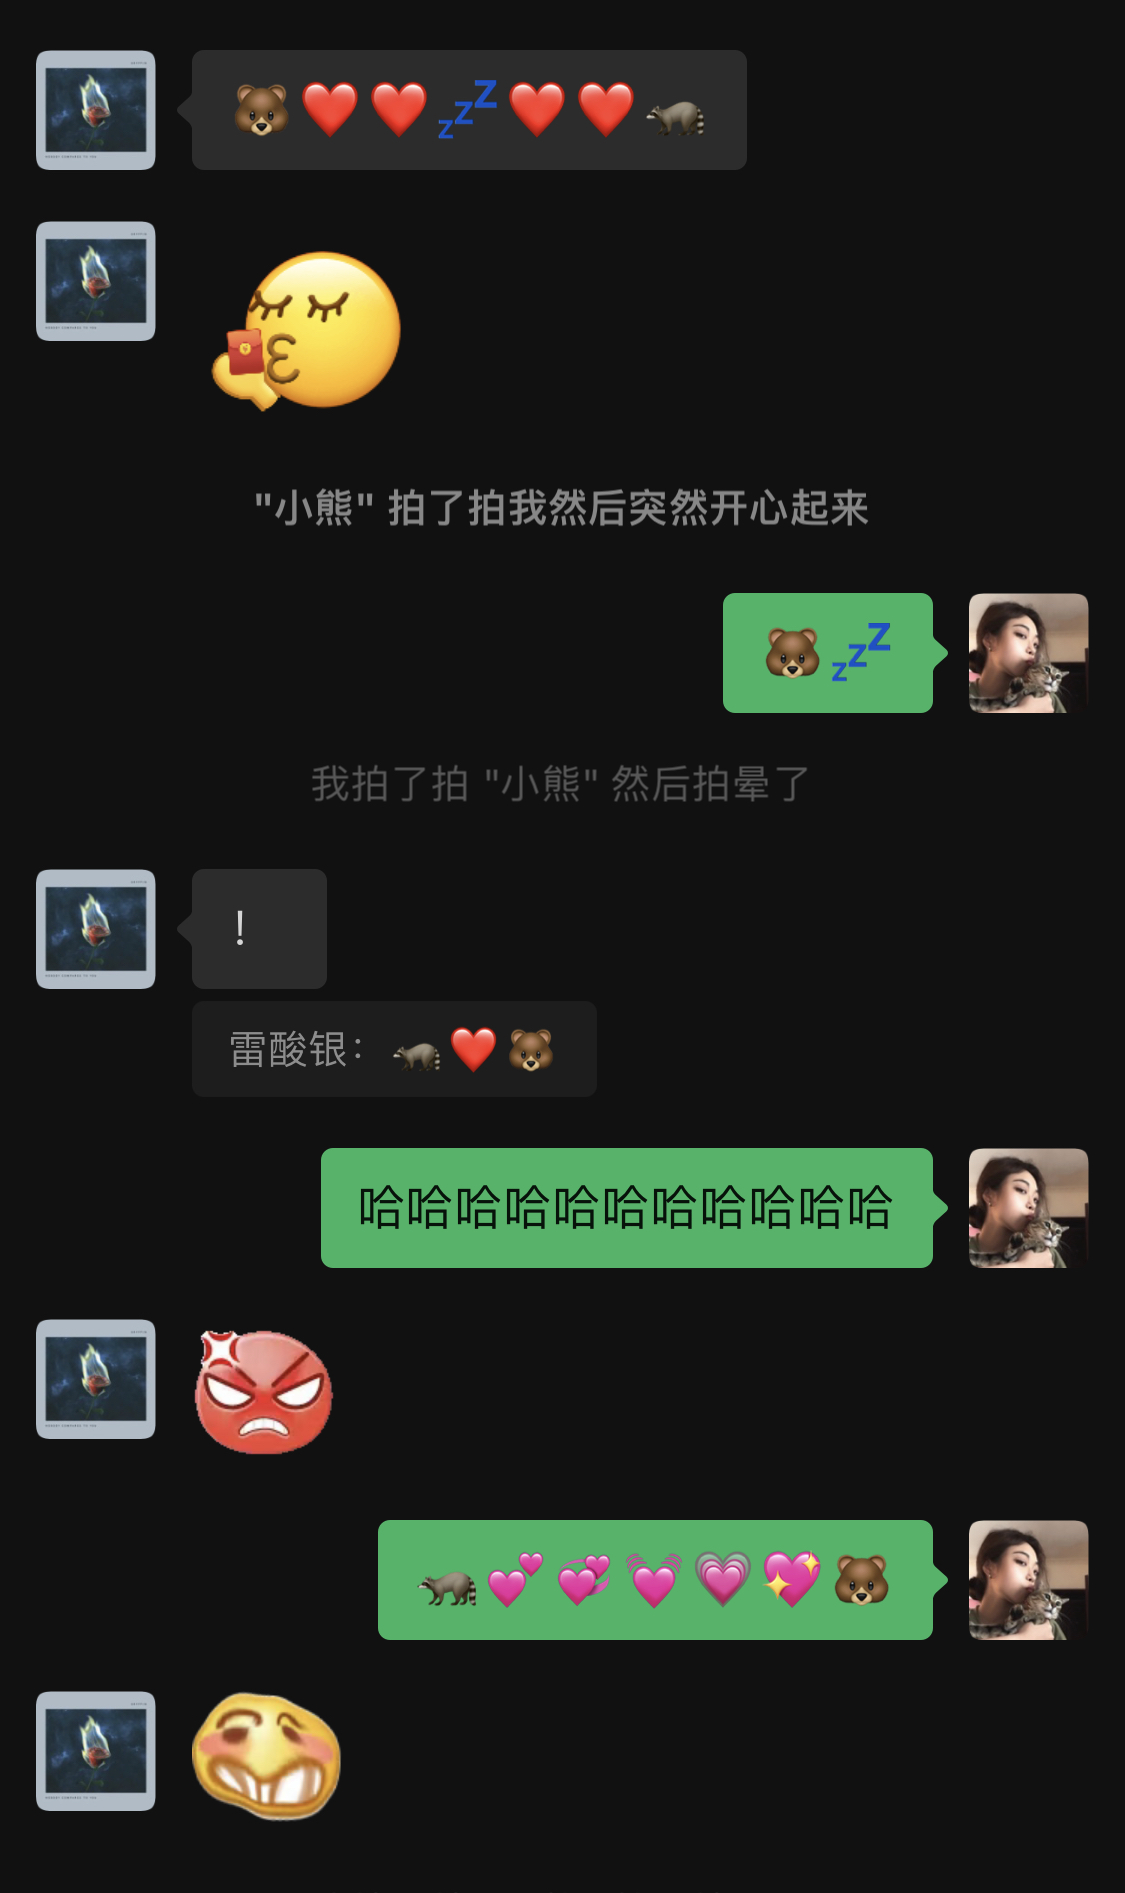 🐻❤️❤️💤❤️❤️🦝
"小熊" 拍了拍我然后突然开心起来
🐻💤
我拍了拍 "小熊" 然后拍晕了
！
雷酸银：🦝❤️🐻
哈哈哈哈哈哈哈哈哈哈哈
🦝💕💞💓💗💖🐻